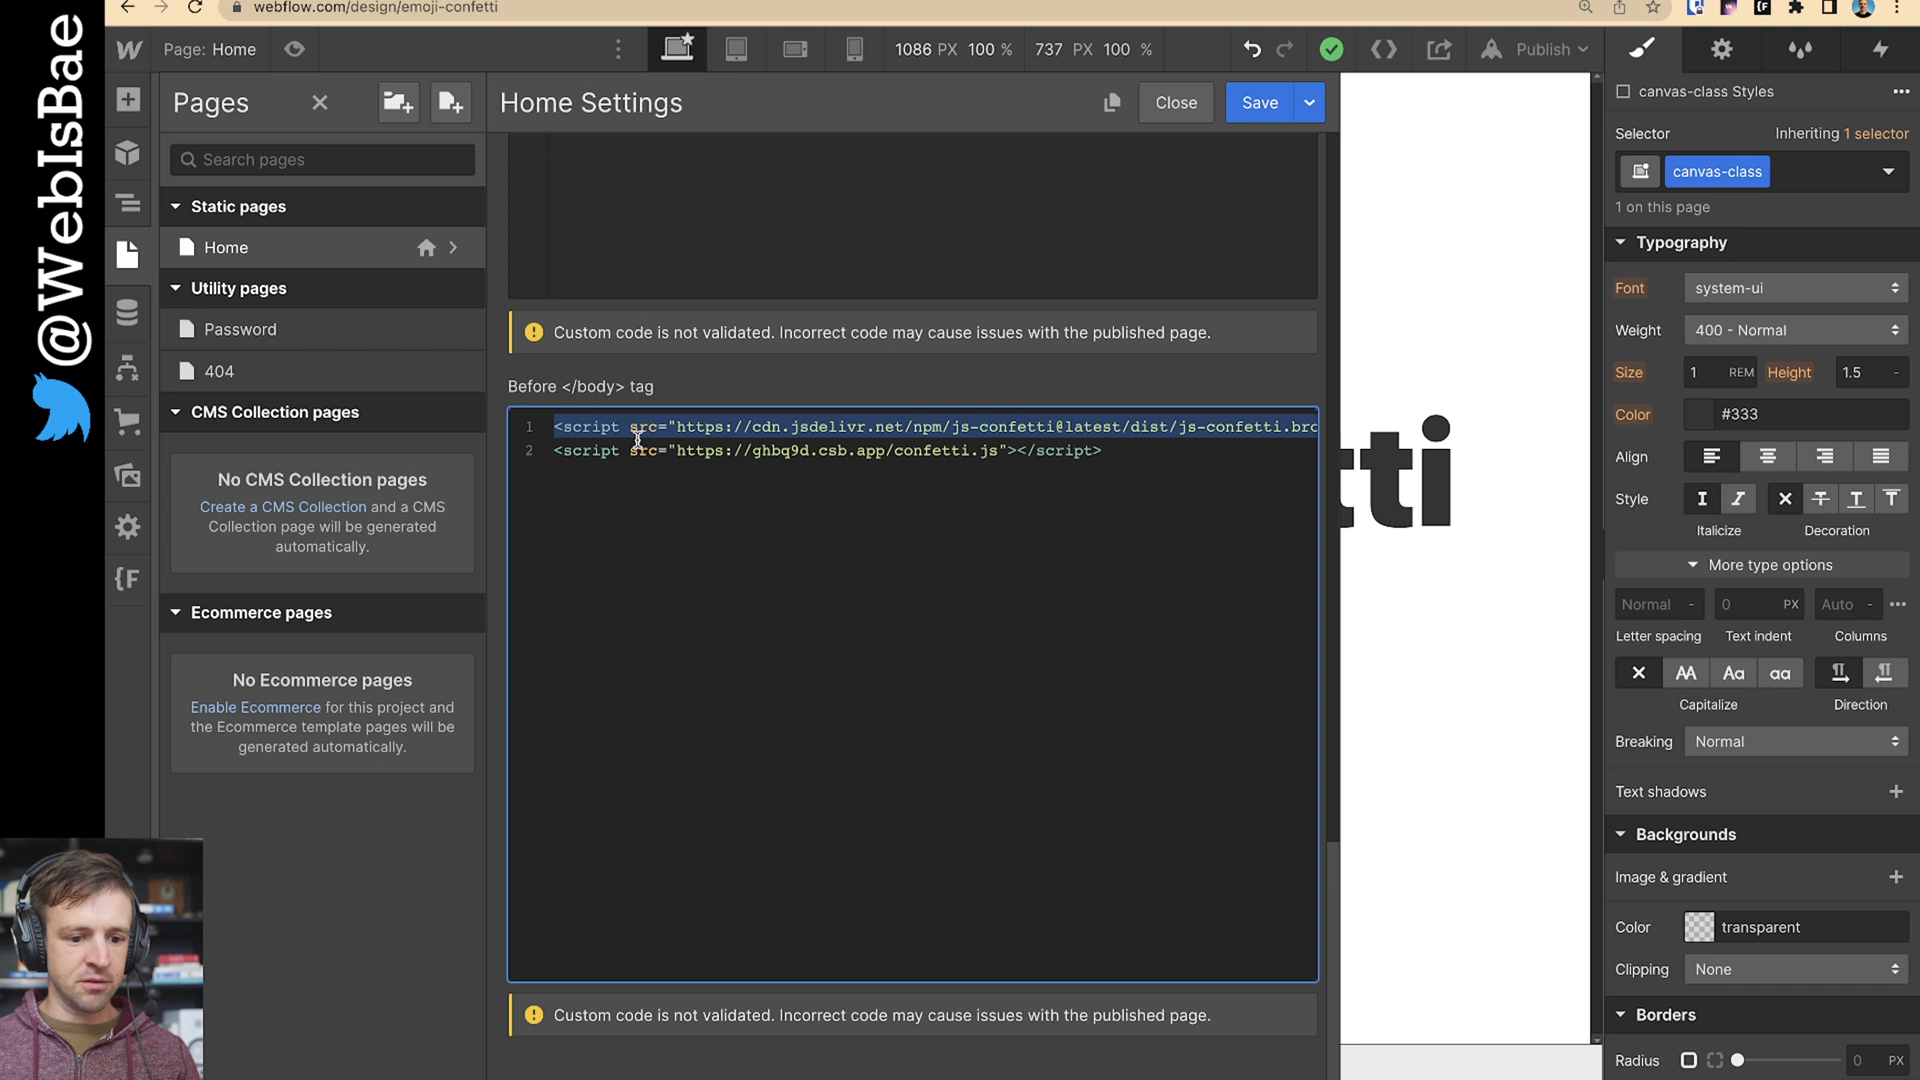 @WebIsBae
webflow.com/design/emoji-confetti
Page: Home
1086 PX 100 % 737 PX 100 %
Publish
Pages
Search pages
Static pages
Home
Utility pages
Password
404
CMS Collection pages
No CMS Collection pages
Create a CMS Collection and a CMS
Collection page will be generated
automatically.
Ecommerce pages
No Ecommerce pages
Enable Ecommerce for this project and
the Ecommerce template pages will be
generated automatically.
Home Settings
Close
Save
Custom code is not validated. Incorrect code may cause issues with the published page.
Before </body> tag
1 <script src="https://cdn.jsdelivr.net/npm/js-confetti@latest/dist/js-confetti.bro
2 <script src="https://ghbq9d.csb.app/confetti.js"></script>
Custom code is not validated. Incorrect code may cause issues with the published page.
tti
canvas-class Styles
Selector
Inheriting 1 selector
canvas-class
1 on this page
Typography
Font system-ui
Weight 400 - Normal
Size 1 REM Height 1.5 -
Color #333
Align
Style
Italicize Decoration
More type options
Normal - 0 PX Auto -
Letter spacing Text indent Columns
AA Aa aa
Capitalize Direction
Breaking Normal
Text shadows
Backgrounds
Image & gradient
Color transparent
Clipping None
Borders
Radius 0 PX